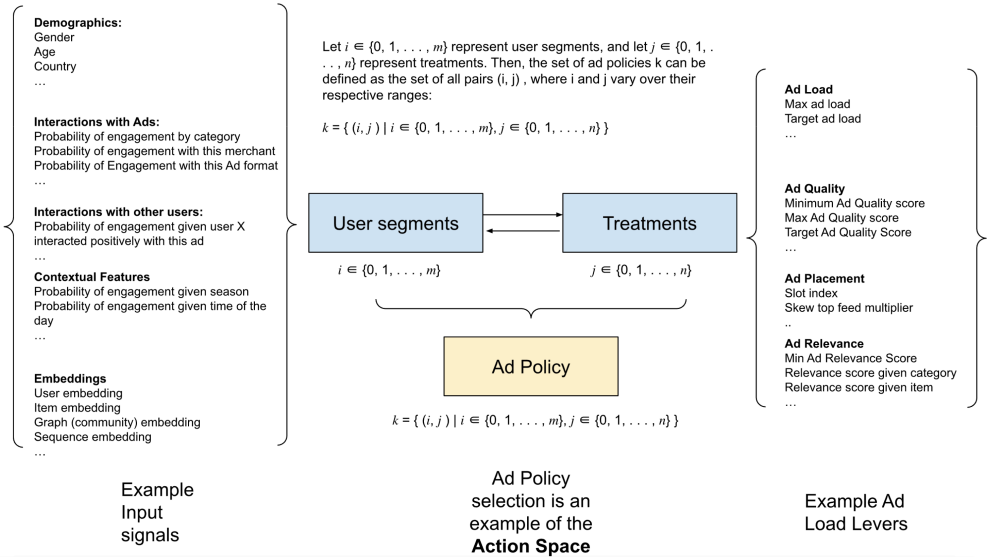 Demographics:
Gender
Age
Country
…
Interactions with Ads:
Probability of engagement by category
Probability of engagement with this merchant
Probability of Engagement with this Ad format
…
Interactions with other users:
Probability of engagement given user X
interacted positively with this ad
…
Contextual Features
Probability of engagement given season
Probability of engagement given time of the
day
…
Embeddings
User embedding
Item embedding
Graph (community) embedding
Sequence embedding
…
Example
Input
signals
Let i ∈ {0, 1, . . . , m} represent user segments, and let j ∈ {0, 1, .
. . , n} represent treatments. Then, the set of ad policies k can be
defined as the set of all pairs (i, j) , where i and j vary over their
respective ranges:
k = { (i, j ) | i ∈ {0, 1, . . . , m}, j ∈ {0, 1, . . . , n} }
User segments
Treatments
i ∈ {0, 1, . . . , m}
j ∈ {0, 1, . . . , n}
Ad Policy
k = { (i, j ) | i ∈ {0, 1, . . . , m}, j ∈ {0, 1, . . . , n} }
Ad Policy
selection is an
example of the
Action Space
Ad Load
Max ad load
Target ad load
…
Ad Quality
Minimum Ad Quality score
Max Ad Quality score
Target Ad Quality Score
…
Ad Placement
Slot index
Skew top feed multiplier
..
Ad Relevance
Min Ad Relevance Score
Relevance score given category
Relevance score given item
…
Example Ad
Load Levers